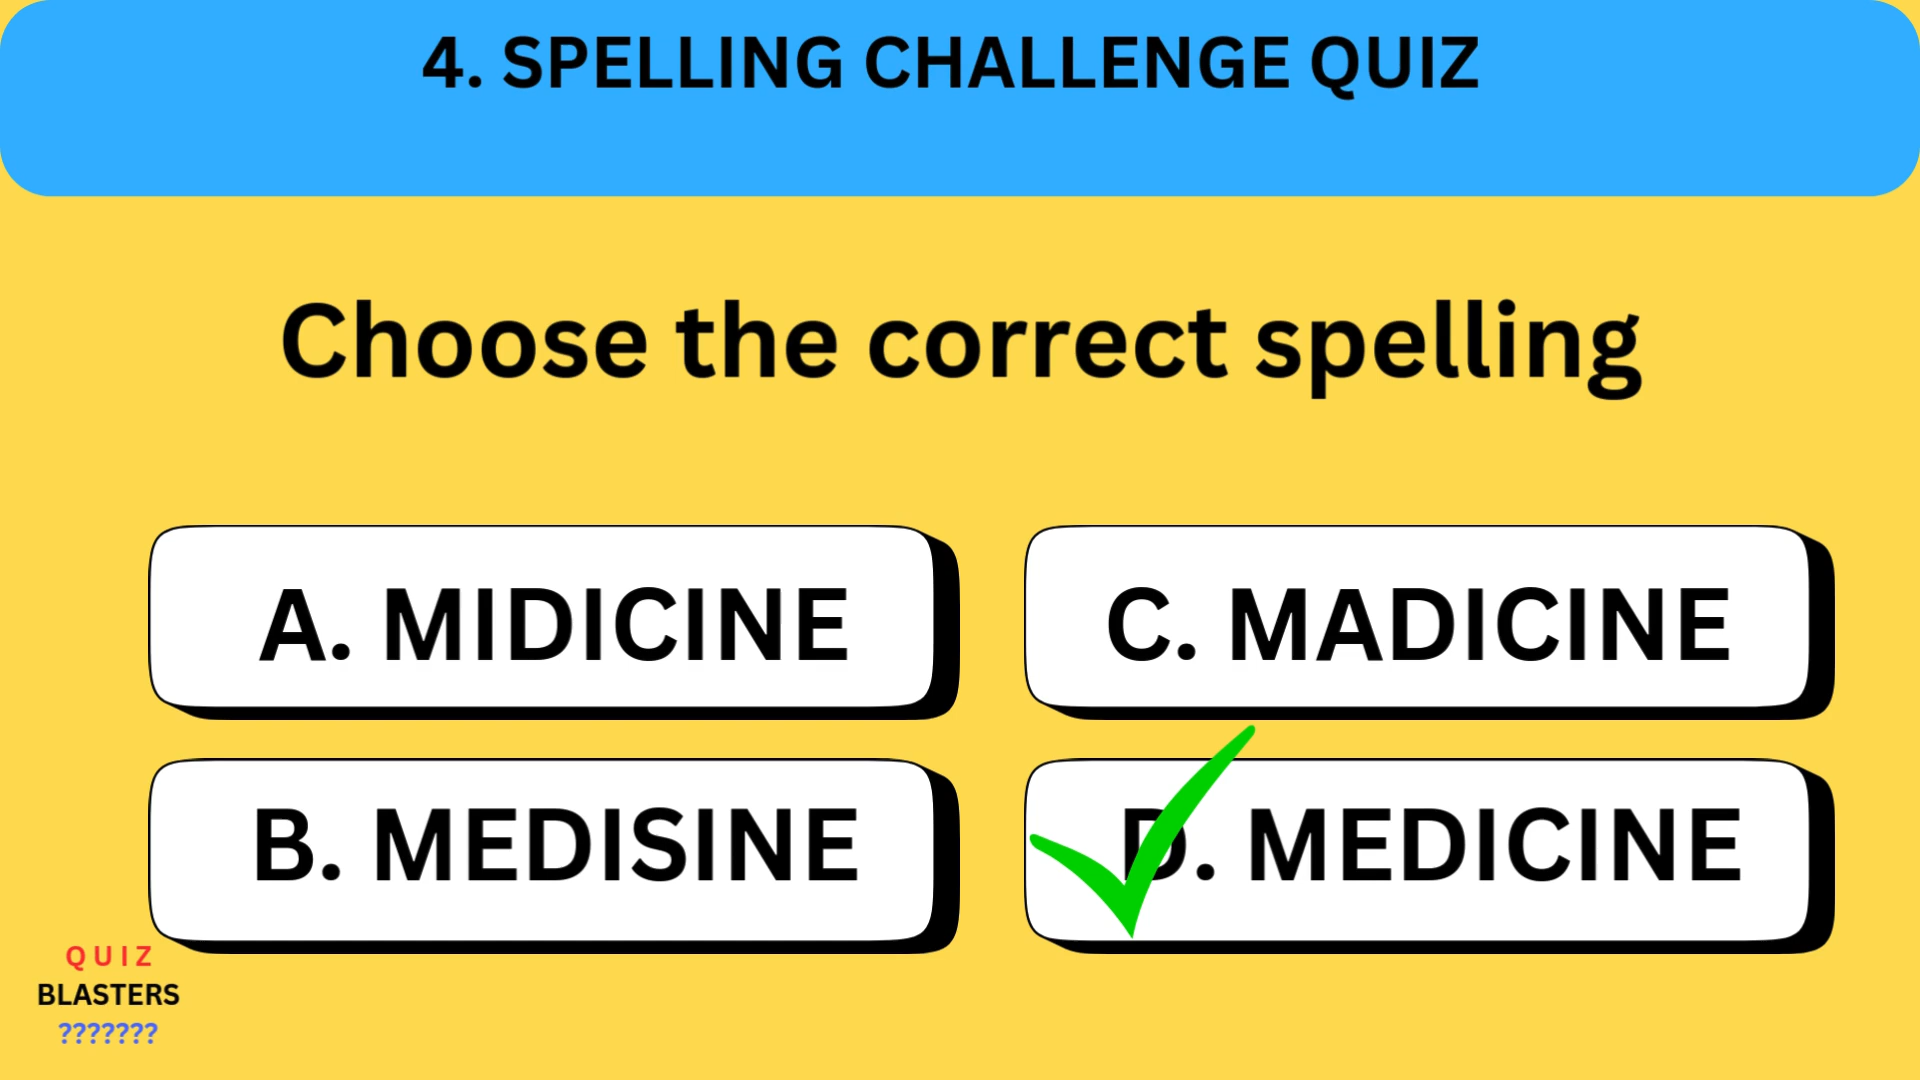 4. SPELLING CHALLENGE QUIZ
Choose the correct spelling
A. MIDICINE
C. MADICINE
B. MEDISINE
D. MEDICINE
QUIZ
BLASTERS
???????